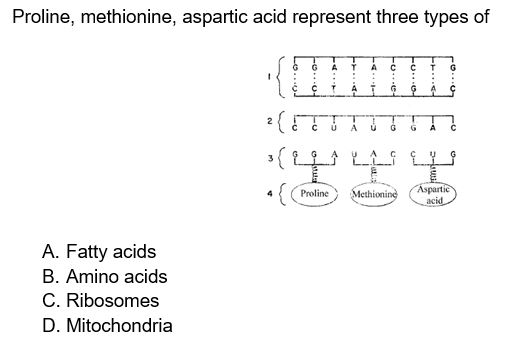 Proline, methionine, aspartic acid represent three types of
1
G G A T A C C T G
C C T A T G G A C
2
C C U A U G G A C
3
G G A U A C C U G
4
Proline Methionine Aspartic
acid
A. Fatty acids
B. Amino acids
C. Ribosomes
D. Mitochondria